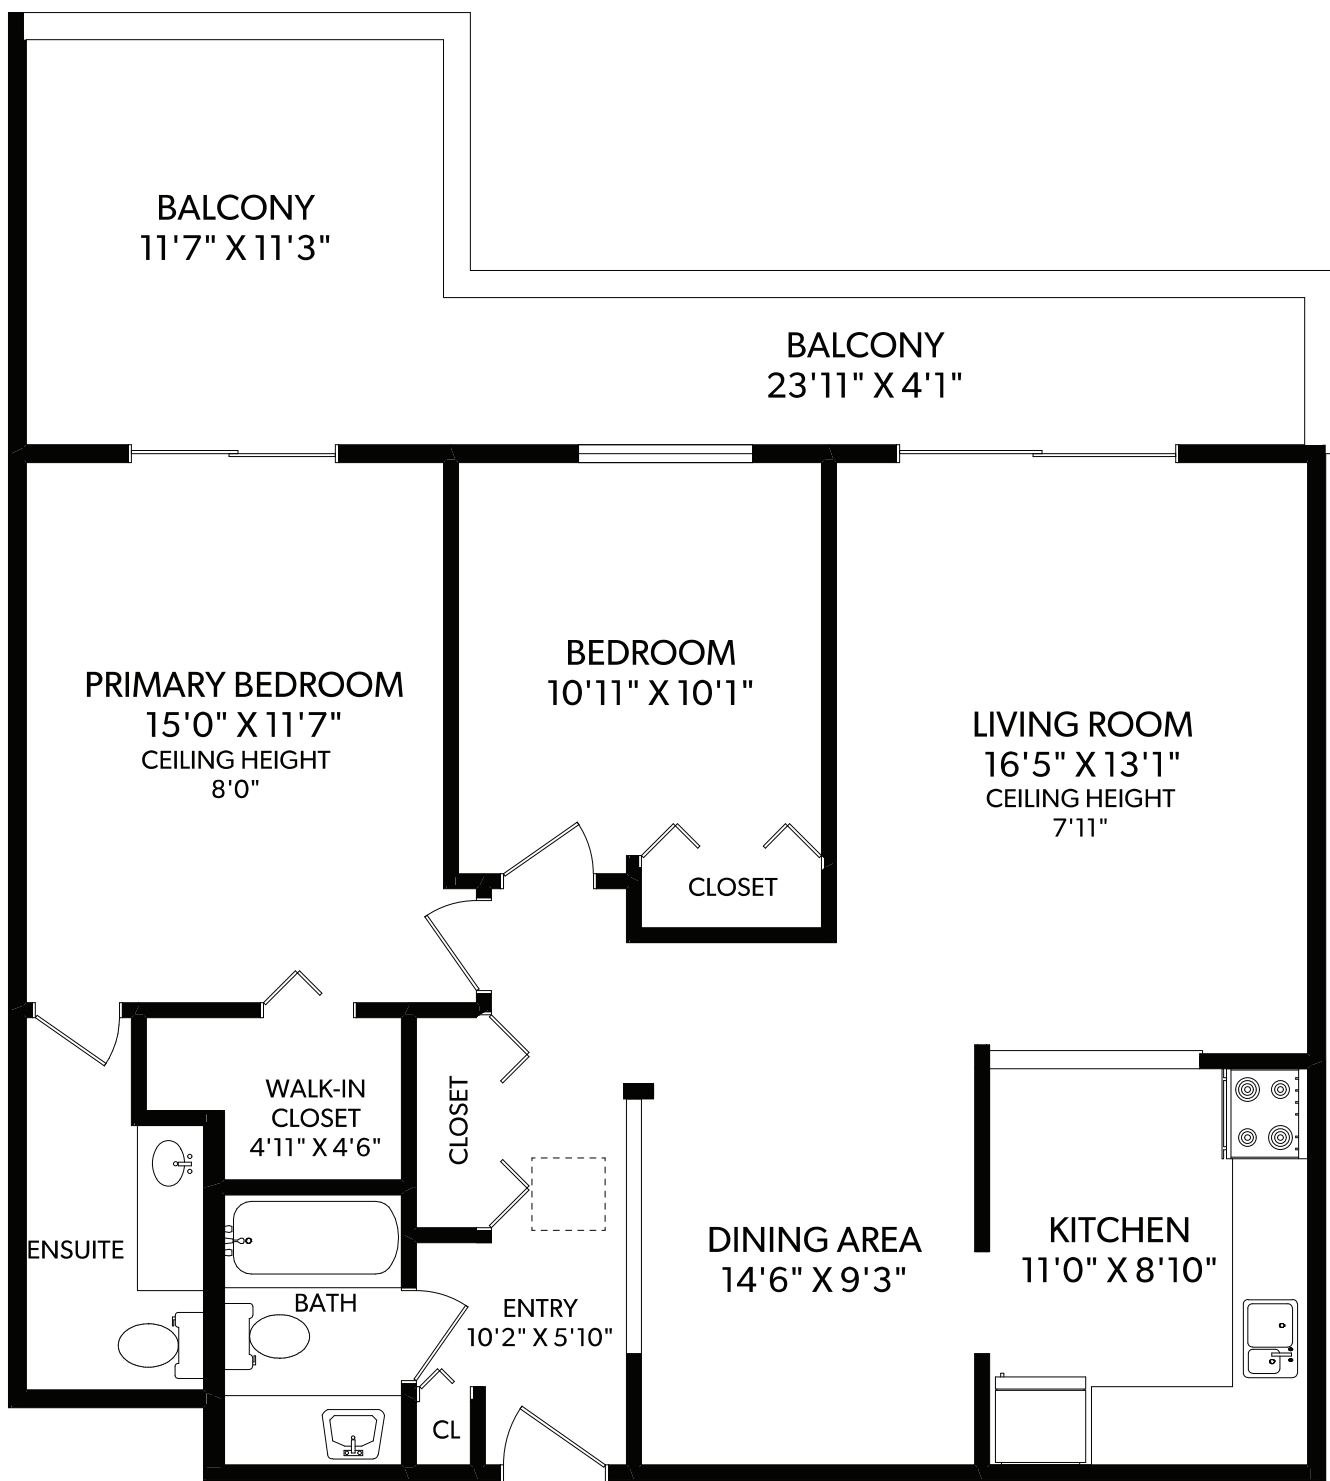 BALCONY
11'7" X 11'3"
BALCONY
23'11" X 4'1"
BEDROOM
10'11" X 10'1"
PRIMARY BEDROOM
15'0" X 11'7"
CEILING HEIGHT
8'0"
LIVING ROOM
16'5" X 13'1"
CEILING HEIGHT
7'11"
CLOSET
WALK-IN
CLOSET
4'11" X 4'6"
CLOSET
ENSUITE
DINING AREA
14'6" X 9'3"
KITCHEN
11'0" X 8'10"
BATH
ENTRY
10'2" X 5'10"
CL